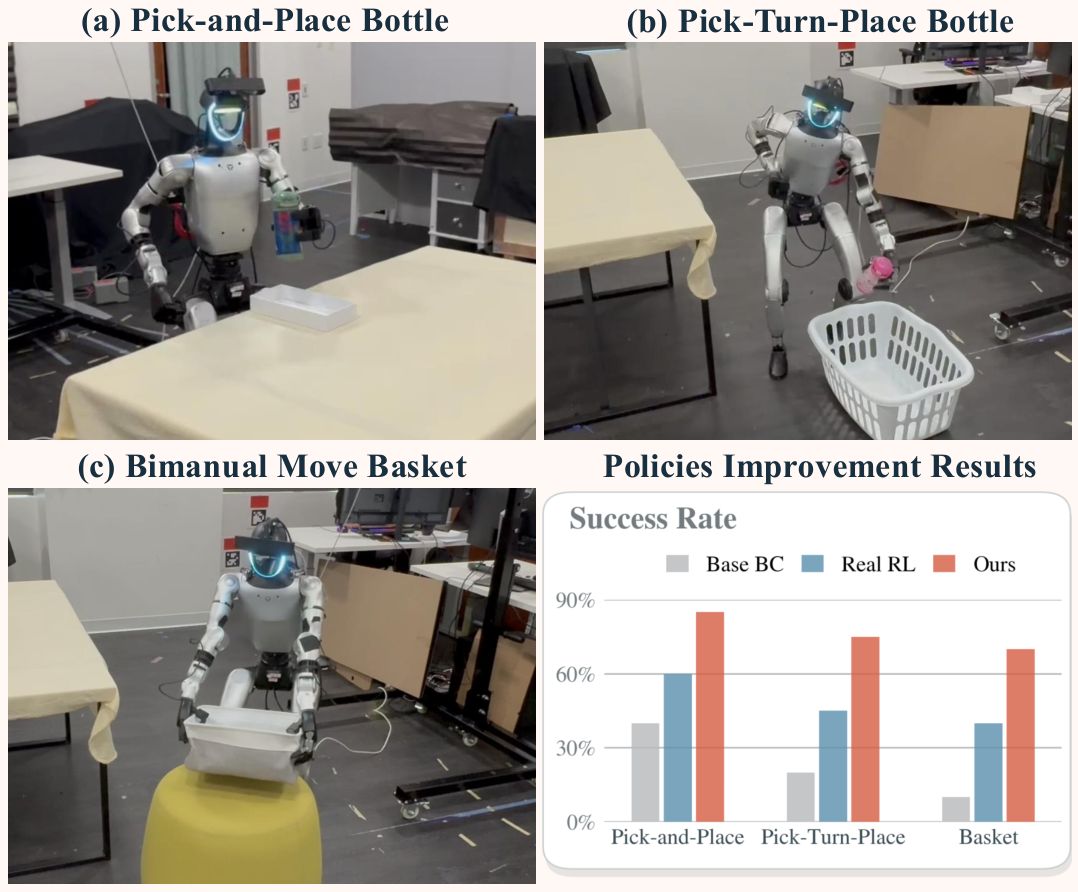 (a) Pick-and-Place Bottle
(b) Pick-Turn-Place Bottle
(c) Bimanual Move Basket
Policies Improvement Results
Success Rate
Base BC Real RL Ours
90%
60%
30%
0%
Pick-and-Place Pick-Turn-Place Basket